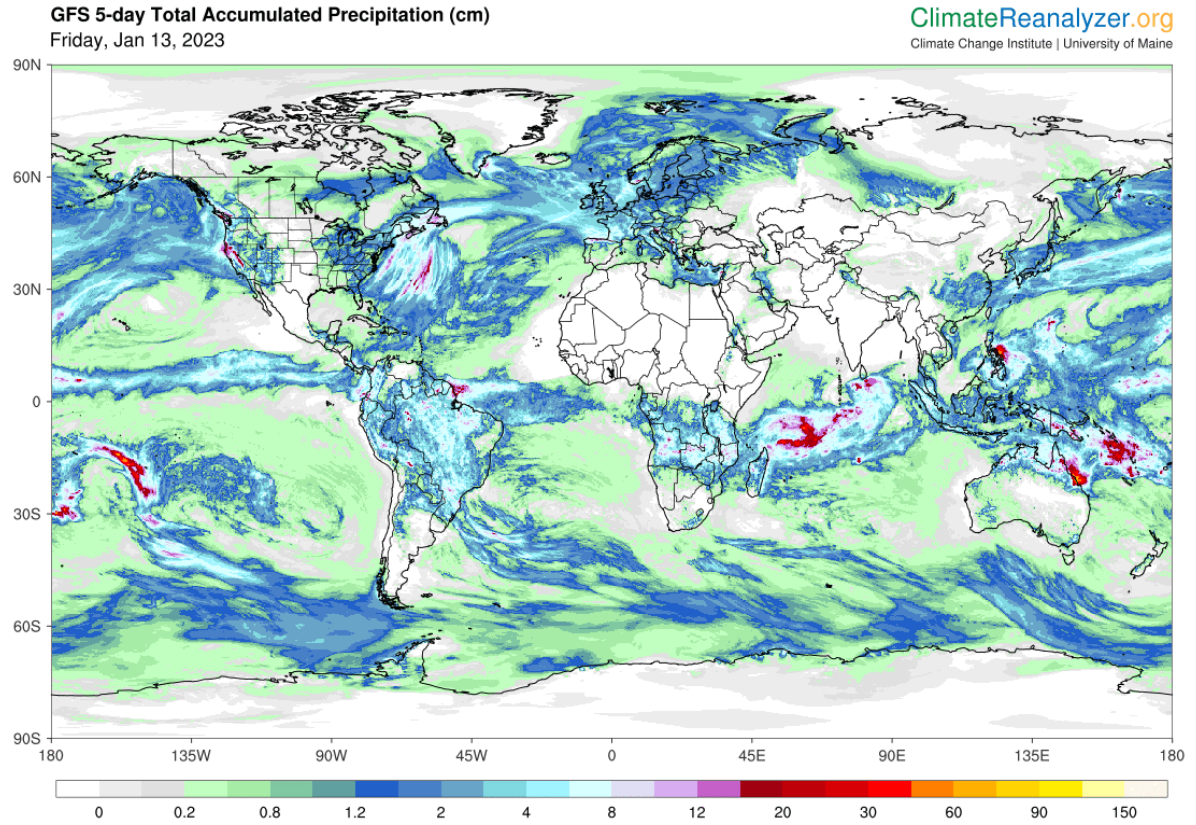 GFS 5-day Total Accumulated Precipitation (cm)
Friday, Jan 13, 2023
ClimateReanalyzer.org
Climate Change Institute | University of Maine
90N
60N
30N
0
30S
60S
90S
180 135W 90W 45W 0 45E 90E 135E 180
0 0.2 0.8 1.2 2 4 8 12 20 30 60 90 150